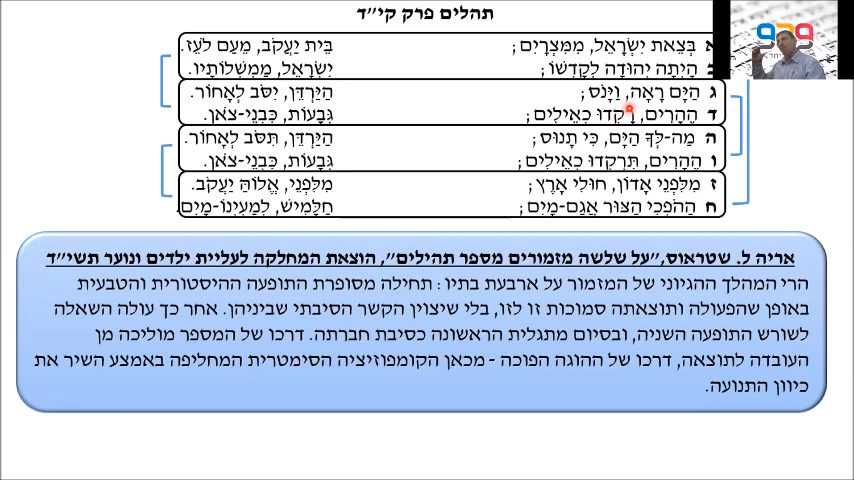 תהלים פרק קי״ד
א בְּצֵאת יִשְׂרָאֵל, מִמִּצְרָיִם; בֵּית יַעֲקֹב, מֵעַם לֹעֵז.
ב הָיְתָה יְהוּדָה לְקָדְשׁוֹ; יִשְׂרָאֵל, מַמְשְׁלוֹתָיו.
ג הַיָּם רָאָה, וַיָּנֹס; הַיַּרְדֵּן, יִסֹּב לְאָחוֹר.
ד הֶהָרִים, רָקְדוּ כְאֵילִים; גְּבָעוֹת, כִּבְנֵי-צֹאן.
ה מַה-לְּךָ הַיָּם, כִּי תָנוּס; הַיַּרְדֵּן, תִּסֹּב לְאָחוֹר.
ו הֶהָרִים, תִּרְקְדוּ כְאֵילִים; גְּבָעוֹת, כִּבְנֵי-צֹאן.
ז מִלִּפְנֵי אָדוֹן, חוּלִי אָרֶץ; מִלִּפְנֵי, אֱלוֹהַּ יַעֲקֹב.
ח הַהֹפְכִי הַצּוּר אֲגַם-מָיִם; חַלָּמִישׁ, לְמַעְיְנוֹ-מָיִם.
אריה ל. שטראוס,״על שלשה מזמורים מספר תהילים״, הוצאת המחלקה לעליית ילדים ונוער תשי״ד
הרי המהלך ההגיוני של המזמור על ארבעת בתיו: תחילה מסופרת התופעה ההיסטורית והטבעית
באופן שהפעולה ותוצאתה סמוכות זו לזו, בלי שיצוין הקשר הסיבתי שביניהן. אחר כך עולה השאלה
לשורש התופעה השניה, ובסיום מתגלית הראשונה כסיבת חברתה. דרכו של המספר מוליכה מן
העובדה לתוצאה, דרכו של ההוגה הפוכה - מכאן הקומפוזיציה הסימטרית המחליפה באמצע השיר את
כיוון התנועה.